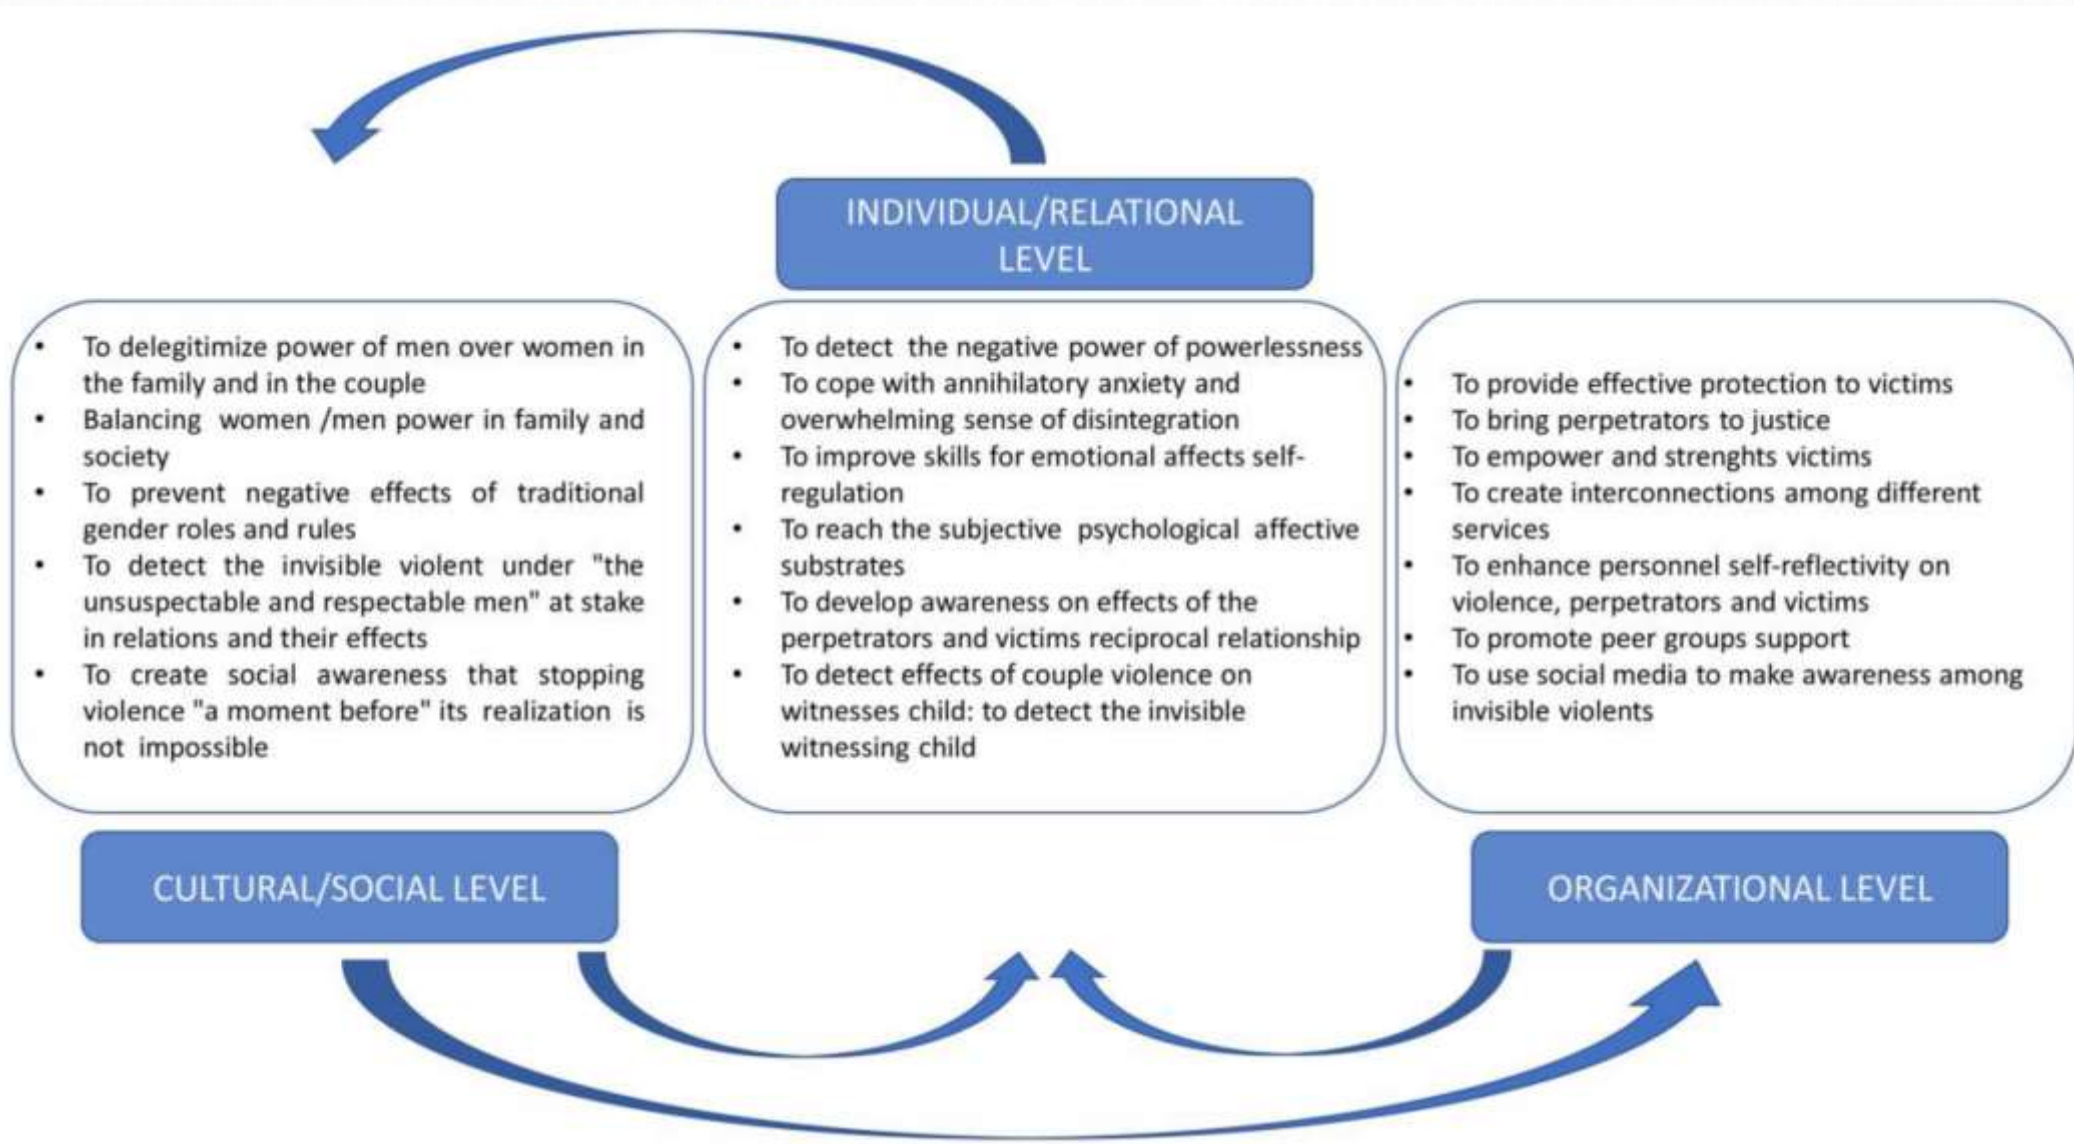 INDIVIDUAL/RELATIONAL
LEVEL
• To delegitimize power of men over women in
the family and in the couple
• Balancing women /men power in family and
society
• To prevent negative effects of traditional
gender roles and rules
• To detect the invisible violent under "the
unsuspectable and respectable men" at stake
in relations and their effects
• To create social awareness that stopping
violence "a moment before" its realization is
not impossible
• To detect the negative power of powerlessness
• To cope with annihilatory anxiety and
overwhelming sense of disintegration
• To improve skills for emotional affects self-
regulation
• To reach the subjective psychological affective
substrates
• To develop awareness on effects of the
perpetrators and victims reciprocal relationship
• To detect effects of couple violence on
witnesses child: to detect the invisible
witnessing child
• To provide effective protection to victims
• To bring perpetrators to justice
• To empower and strenghts victims
• To create interconnections among different
services
• To enhance personnel self-reflectivity on
violence, perpetrators and victims
• To promote peer groups support
• To use social media to make awareness among
invisible violents
CULTURAL/SOCIAL LEVEL
ORGANIZATIONAL LEVEL